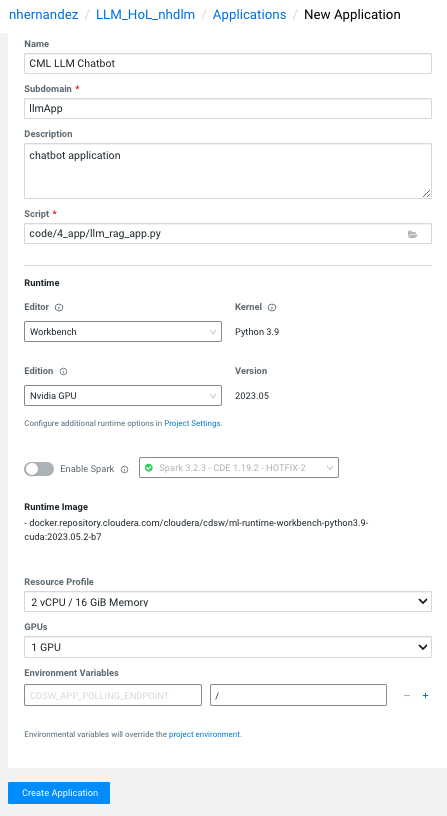 nhernandez / LLM_HoL_nhdlm / Applications / New Application
Name
CML LLM Chatbot
Subdomain *
llmApp
Description
chatbot application
Script *
code/4_app/llm_rag_app.py
Runtime
Editor Kernel
Workbench Python 3.9
Edition Version
Nvidia GPU 2023.05
Configure additional runtime options in Project Settings.
Enable Spark Spark 3.2.3 - CDE 1.19.2 - HOTFIX-2
Runtime Image
- docker.repository.cloudera.com/cloudera/cdsw/ml-runtime-workbench-python3.9-
cuda:2023.05.2-b7
Resource Profile
2 vCPU / 16 GiB Memory
GPUs
1 GPU
Environment Variables
CDSW_APP_POLLING_ENDPOINT / − +
Environmental variables will override the project environment.
Create Application